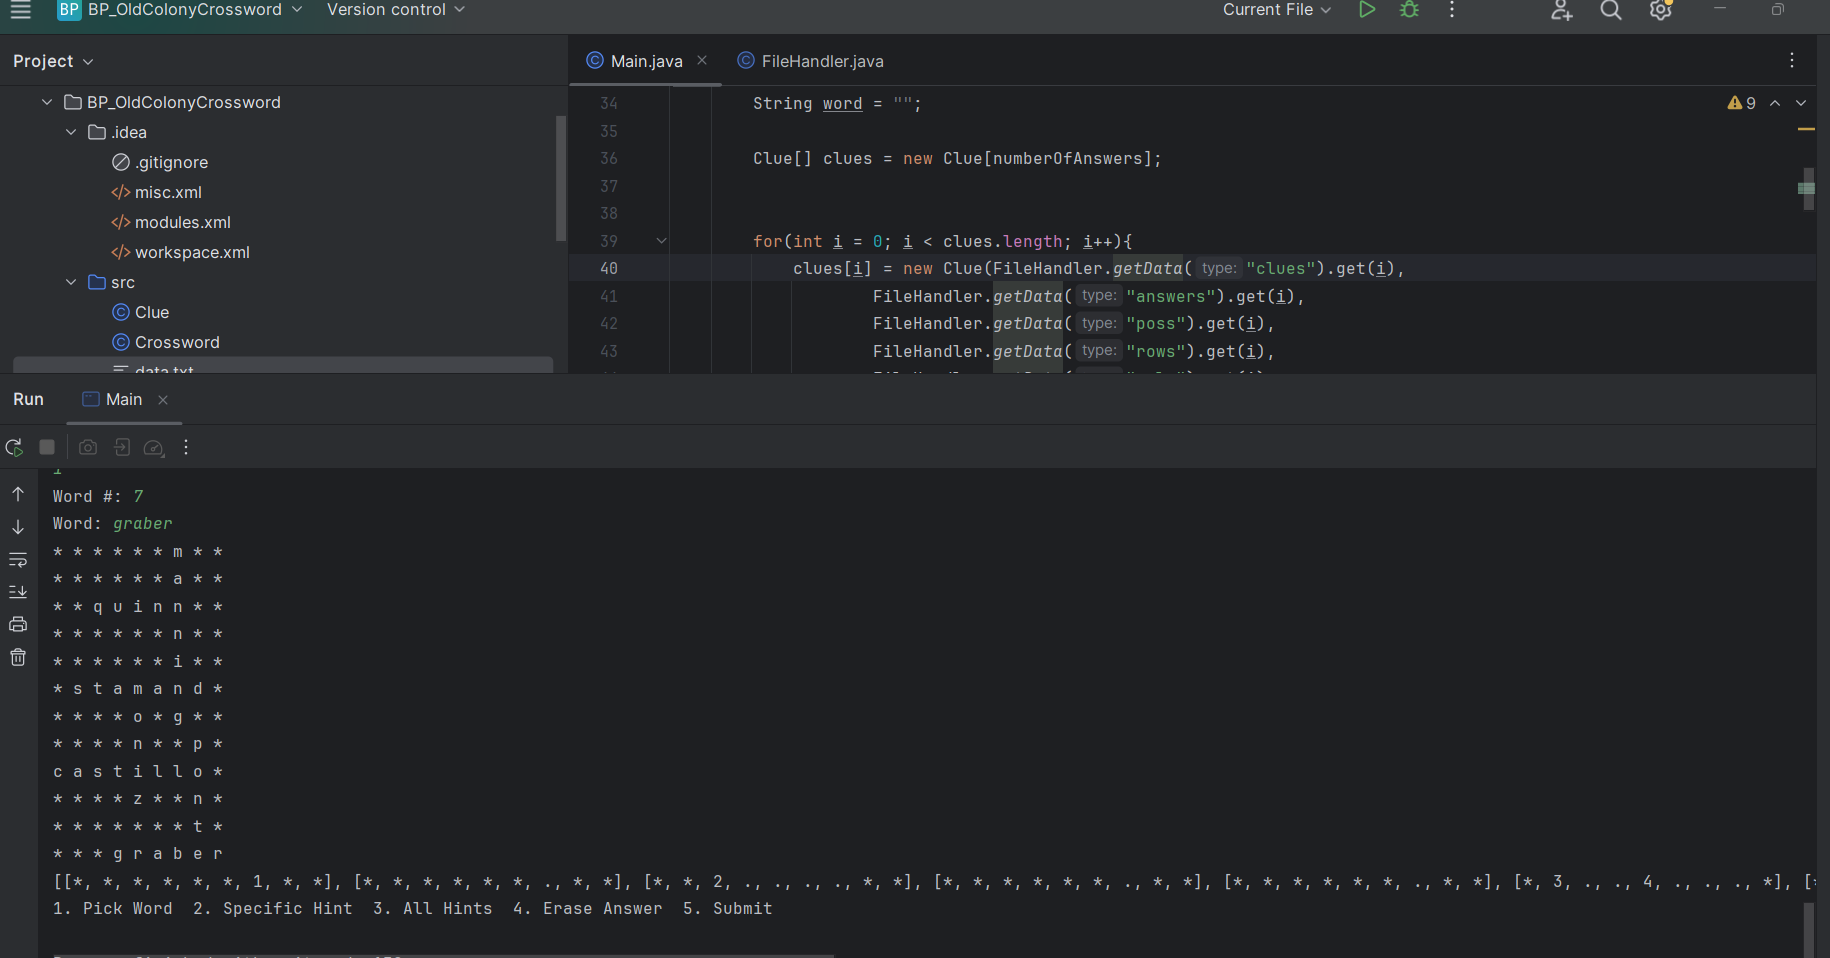 BP BP_OldColonyCrossword Version control Current File
Project
Main.java FileHandler.java
BP_OldColonyCrossword
.idea
.gitignore
misc.xml
modules.xml
workspace.xml
src
Clue
Crossword
data.txt
34 String word = "";
35
36 Clue[] clues = new Clue[numberOfAnswers];
37
38
39 for(int i = 0; i < clues.length; i++){
40 clues[i] = new Clue(FileHandler.getData( type: "clues").get(i),
41 FileHandler.getData( type: "answers").get(i),
42 FileHandler.getData( type: "poss").get(i),
43 FileHandler.getData( type: "rows").get(i),
9
Run Main
1
Word #: 7
Word: graber
* * * * * * m * *
* * * * * * a * *
* * q u i n n * *
* * * * * * n * *
* * * * * * i * *
* s t a m a n d *
* * * * o * g * *
* * * * n * * p *
c a s t i l l o *
* * * * z * * n *
* * * * * * * t *
* * * g r a b e r
[[*, *, *, *, *, *, 1, *, *], [*, *, *, *, *, *, ., *, *], [*, *, 2, ., ., ., ., *, *], [*, *, *, *, *, *, ., *, *], [*, *, *, *, *, *, ., *, *], [*, 3, ., ., 4, ., ., ., *], [*
1. Pick Word 2. Specific Hint 3. All Hints 4. Erase Answer 5. Submit